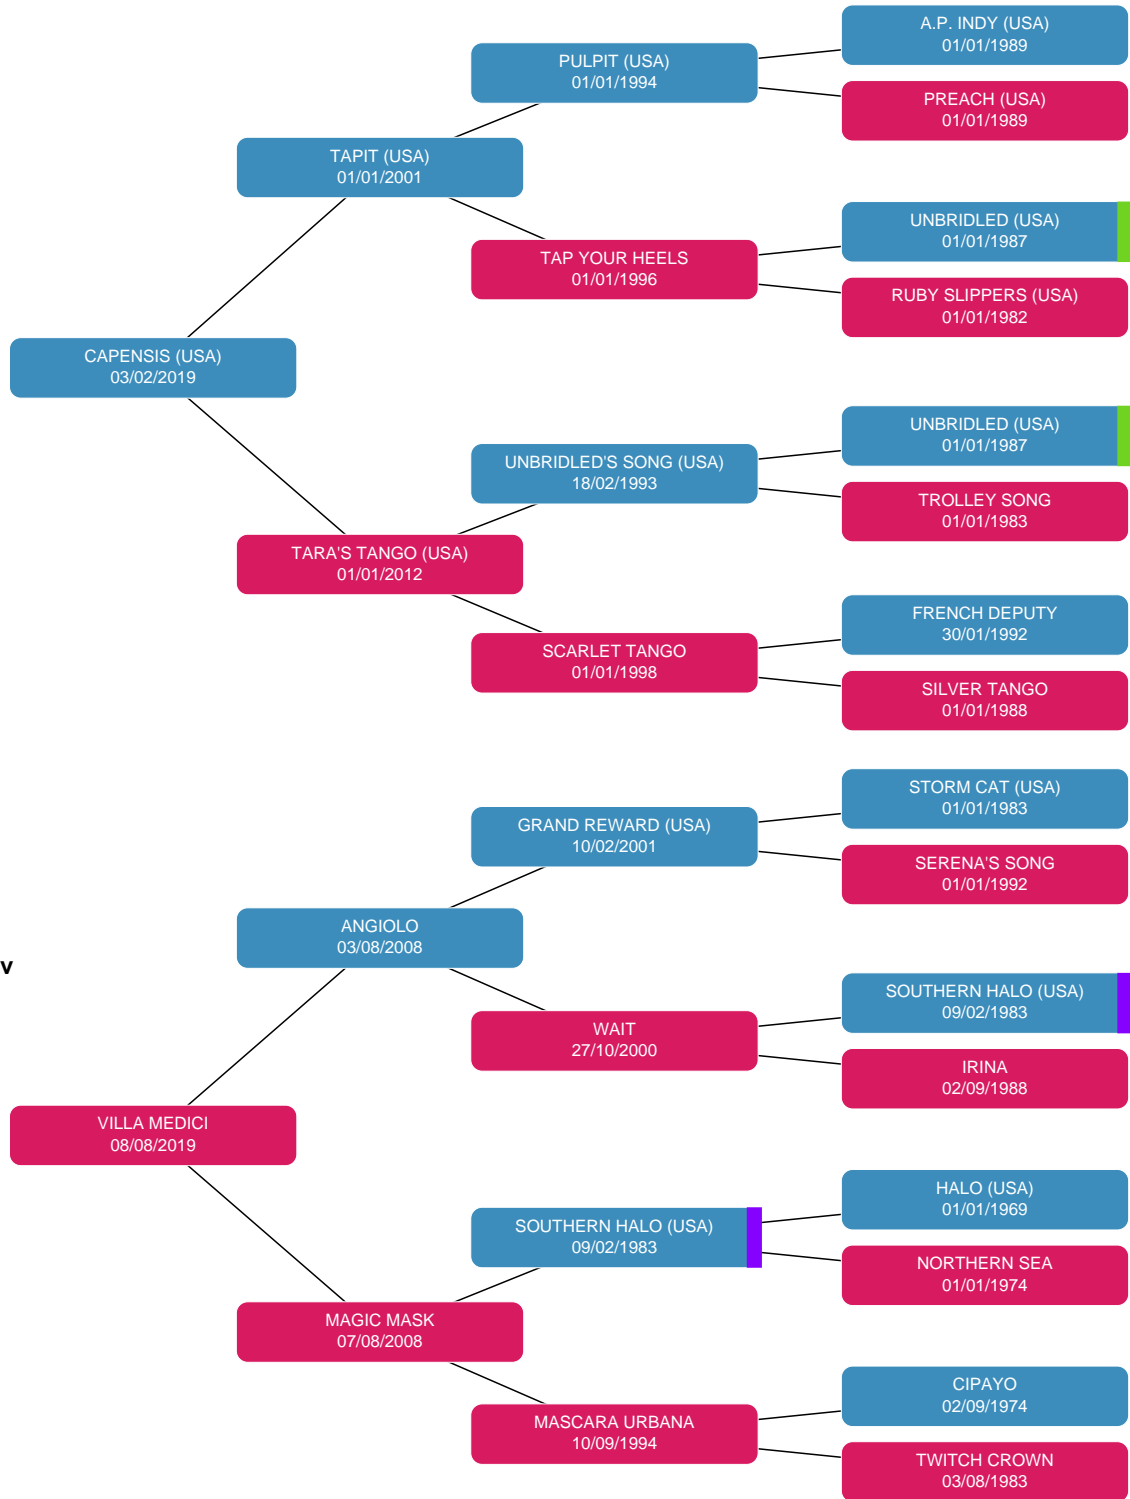 A.P. INDY (USA)
01/01/1989
PULPIT (USA)
01/01/1994
PREACH (USA)
01/01/1989
TAPIT (USA)
01/01/2001
UNBRIDLED (USA)
01/01/1987
TAP YOUR HEELS
01/01/1996
RUBY SLIPPERS (USA)
01/01/1982
CAPENSIS (USA)
03/02/2019
UNBRIDLED (USA)
01/01/1987
UNBRIDLED'S SONG (USA)
18/02/1993
TROLLEY SONG
01/01/1983
TARA'S TANGO (USA)
01/01/2012
FRENCH DEPUTY
30/01/1992
SCARLET TANGO
01/01/1998
SILVER TANGO
01/01/1988
STORM CAT (USA)
01/01/1983
GRAND REWARD (USA)
10/02/2001
SERENA'S SONG
01/01/1992
ANGIOLO
03/08/2008
v
SOUTHERN HALO (USA)
09/02/1983
WAIT
27/10/2000
IRINA
02/09/1988
VILLA MEDICI
08/08/2019
HALO (USA)
01/01/1969
SOUTHERN HALO (USA)
09/02/1983
NORTHERN SEA
01/01/1974
MAGIC MASK
07/08/2008
CIPAYO
02/09/1974
MASCARA URBANA
10/09/1994
TWITCH CROWN
03/08/1983